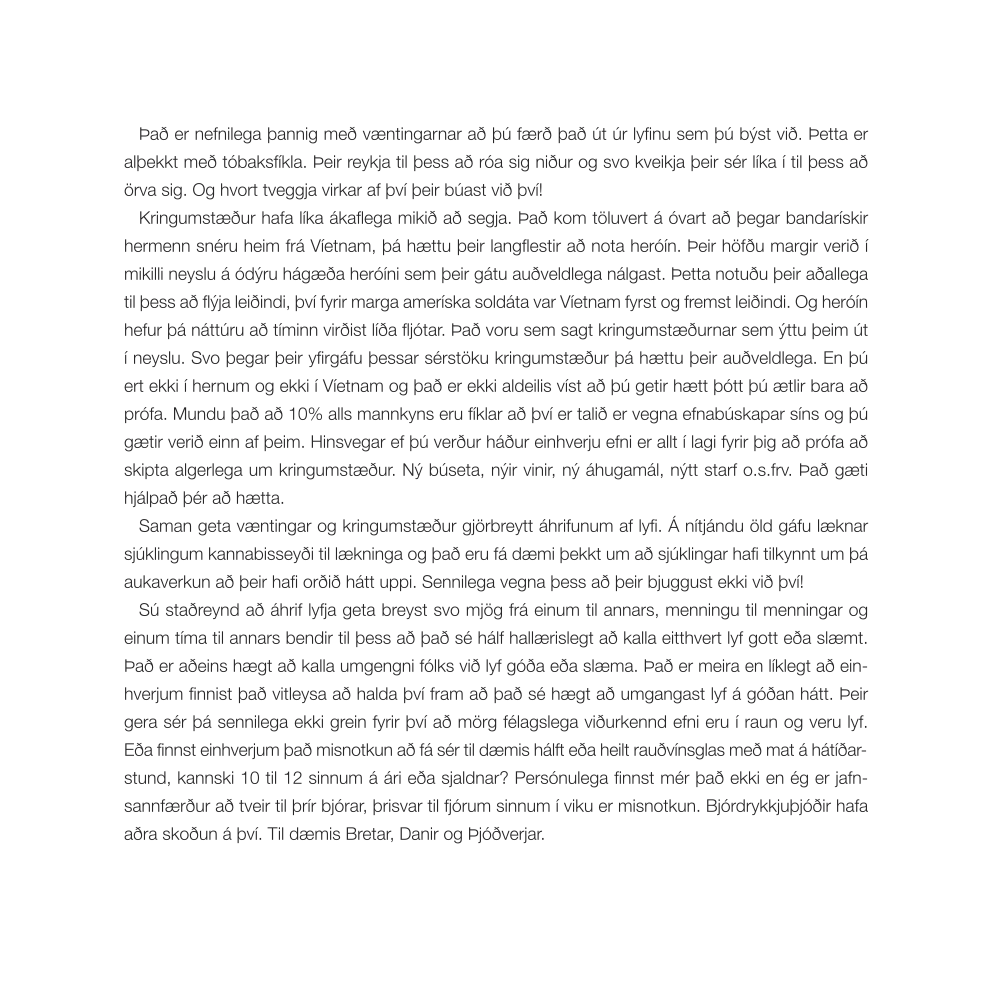 Það er nefnilega þannig með væntingarnar að þú færð það út úr lyfinu sem þú býst við. Þetta er
alþekkt með tóbaksfíkla. Þeir reykja til þess að róa sig niður og svo kveikja þeir sér líka í til þess að
örva sig. Og hvort tveggja virkar af því þeir búast við því!
Kringumstæður hafa líka ákaflega mikið að segja. Það kom töluvert á óvart að þegar bandarískir
hermenn snéru heim frá Víetnam, þá hættu þeir langflestir að nota heróín. Þeir höfðu margir verið í
mikilli neyslu á ódýru hágæða heróíni sem þeir gátu auðveldlega nálgast. Þetta notuðu þeir aðallega
til þess að flýja leiðindi, því fyrir marga ameríska soldáta var Víetnam fyrst og fremst leiðindi. Og heróín
hefur þá náttúru að tíminn virðist líða fljótar. Það voru sem sagt kringumstæðurnar sem ýttu þeim út
í neyslu. Svo þegar þeir yfirgáfu þessar sérstöku kringumstæður þá hættu þeir auðveldlega. En þú
ert ekki í hernum og ekki í Víetnam og það er ekki aldeilis víst að þú getir hætt þótt þú ætlir bara að
prófa. Mundu það að 10% alls mannkyns eru fíklar að því er talið er vegna efnabúskapar síns og þú
gætir verið einn af þeim. Hinsvegar ef þú verður háður einhverju efni er allt í lagi fyrir þig að prófa að
skipta algerlega um kringumstæður. Ný búseta, nýir vinir, ný áhugamál, nýtt starf o.s.frv. Það gæti
hjálpað þér að hætta.
Saman geta væntingar og kringumstæður gjörbreytt áhrifunum af lyfi. Á nítjándu öld gáfu læknar
sjúklingum kannabisseyði til lækninga og það eru fá dæmi þekkt um að sjúklingar hafi tilkynnt um þá
aukaverkun að þeir hafi orðið hátt uppi. Sennilega vegna þess að þeir bjuggust ekki við því!
Sú staðreynd að áhrif lyfja geta breyst svo mjög frá einum til annars, menningu til menningar og
einum tíma til annars bendir til þess að það sé hálf hallærislegt að kalla eitthvert lyf gott eða slæmt.
Það er aðeins hægt að kalla umgengni fólks við lyf góða eða slæma. Það er meira en líklegt að ein-
hverjum finnist það vitleysa að halda því fram að það sé hægt að umgangast lyf á góðan hátt. Þeir
gera sér þá sennilega ekki grein fyrir því að mörg félagslega viðurkennd efni eru í raun og veru lyf.
Eða finnst einhverjum það misnotkun að fá sér til dæmis hálft eða heilt rauðvínsglas með mat á hátíðar-
stund, kannski 10 til 12 sinnum á ári eða sjaldnar? Persónulega finnst mér það ekki en ég er jafn-
sannfærður að tveir til þrír bjórar, þrisvar til fjórum sinnum í viku er misnotkun. Bjórdrykkjuþjóðir hafa
aðra skoðun á því. Til dæmis Bretar, Danir og Þjóðverjar.